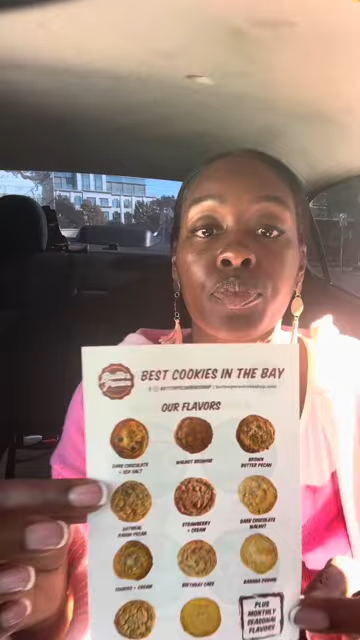 BEST COOKIES IN THE BAY
OUR FLAVORS
DARK CHOCOLATE
+ SEA SALT
WALNUT BROWNIE
BROWN
BUTTER PECAN
OATMEAL
RAISIN PECAN
STRAWBERRY
+ CREAM
DARK CHOCOLATE
WALNUT
COOKIES + CREAM
BIRTHDAY CAKE
BANANA PUDDING
PLUS
MONTHLY
SEASONAL
FLAVORS